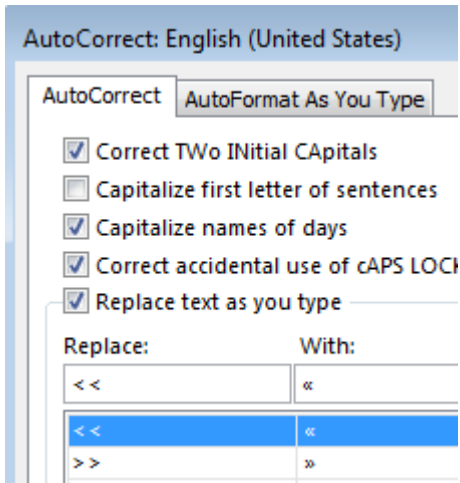 AutoCorrect: English (United States)
AutoCorrect AutoFormat As You Type
Correct TWo INitial CApitals
Capitalize first letter of sentences
Capitalize names of days
Correct accidental use of cAPS LOCK
Replace text as you type
Replace: With:
<< «
<< «
>> »